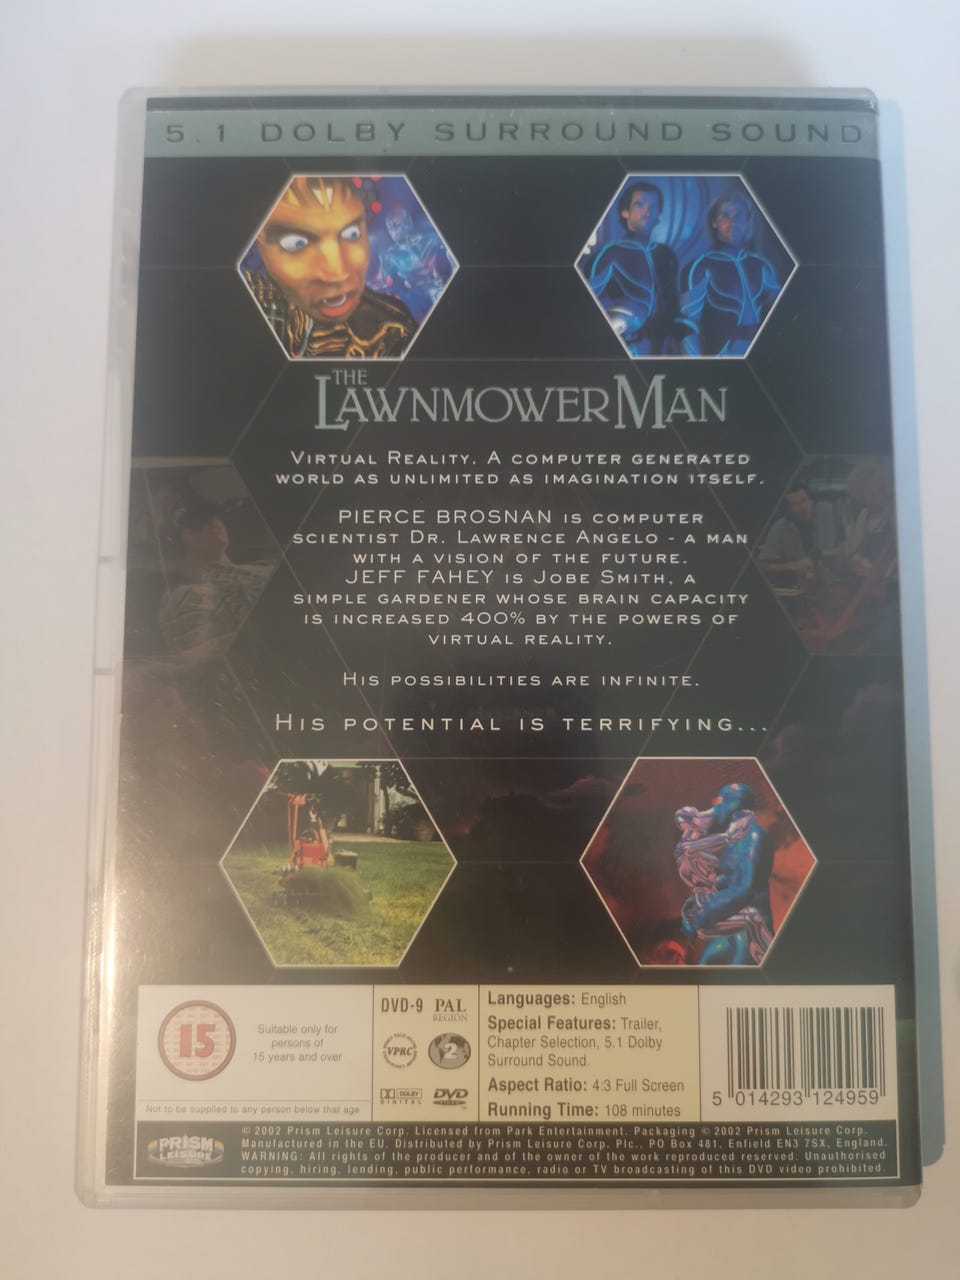 5.1 DOLBY SURROUND SOUND
THE
LAWNMOWER MAN
VIRTUAL REALITY. A COMPUTER GENERATED
WORLD AS UNLIMITED AS IMAGINATION ITSELF.
PIERCE BROSNAN IS COMPUTER
SCIENTIST DR. LAWRENCE ANGELO - A MAN
WITH A VISION OF THE FUTURE.
JEFF FAHEY IS JOBE SMITH, A
SIMPLE GARDENER WHOSE BRAIN CAPACITY
IS INCREASED 400% BY THE POWERS OF
VIRTUAL REALITY.
HIS POSSIBILITIES ARE INFINITE.
HIS POTENTIAL IS TERRIFYING...
15
Suitable only for
persons of
15 years and over
Not to be supplied to any person below that age
DVD-9 PAL
REGION
VPRC 2
DOLBY
DIGITAL
DVD
VIDEO
Languages: English
Special Features: Trailer,
Chapter Selection, 5.1 Dolby
Surround Sound.
Aspect Ratio: 4:3 Full Screen
Running Time: 108 minutes
5 014293 124959
PRISM
LEISURE
© 2002 Prism Leisure Corp. Licensed from Park Entertainment. Packaging © 2002 Prism Leisure Corp.
Manufactured in the EU. Distributed by Prism Leisure Corp. Plc., PO Box 481, Enfield EN3 7SX, England.
WARNING: All rights of the producer and of the owner of the work reproduced reserved. Unauthorised
copying, hiring, lending, public performance, radio or TV broadcasting of this DVD video prohibited.